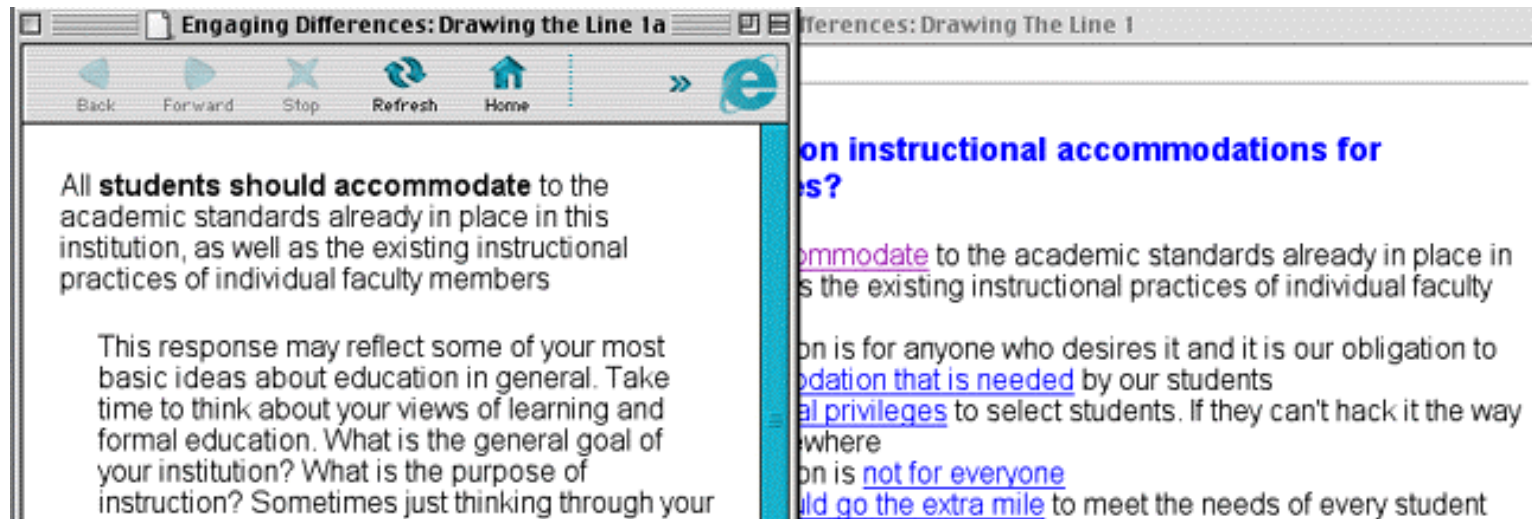 Engaging Differences: Drawing the Line 1a
Back Forward Stop Refresh Home »
All students should accommodate to the
academic standards already in place in this
institution, as well as the existing instructional
practices of individual faculty members
This response may reflect some of your most
basic ideas about education in general. Take
time to think about your views of learning and
formal education. What is the general goal of
your institution? What is the purpose of
instruction? Sometimes just thinking through your
fferences: Drawing The Line 1
on instructional accommodations for
es?
ommodate to the academic standards already in place in
s the existing instructional practices of individual faculty
on is for anyone who desires it and it is our obligation to
odation that is needed by our students
al privileges to select students. If they can't hack it the way
where
on is not for everyone
uld go the extra mile to meet the needs of every student